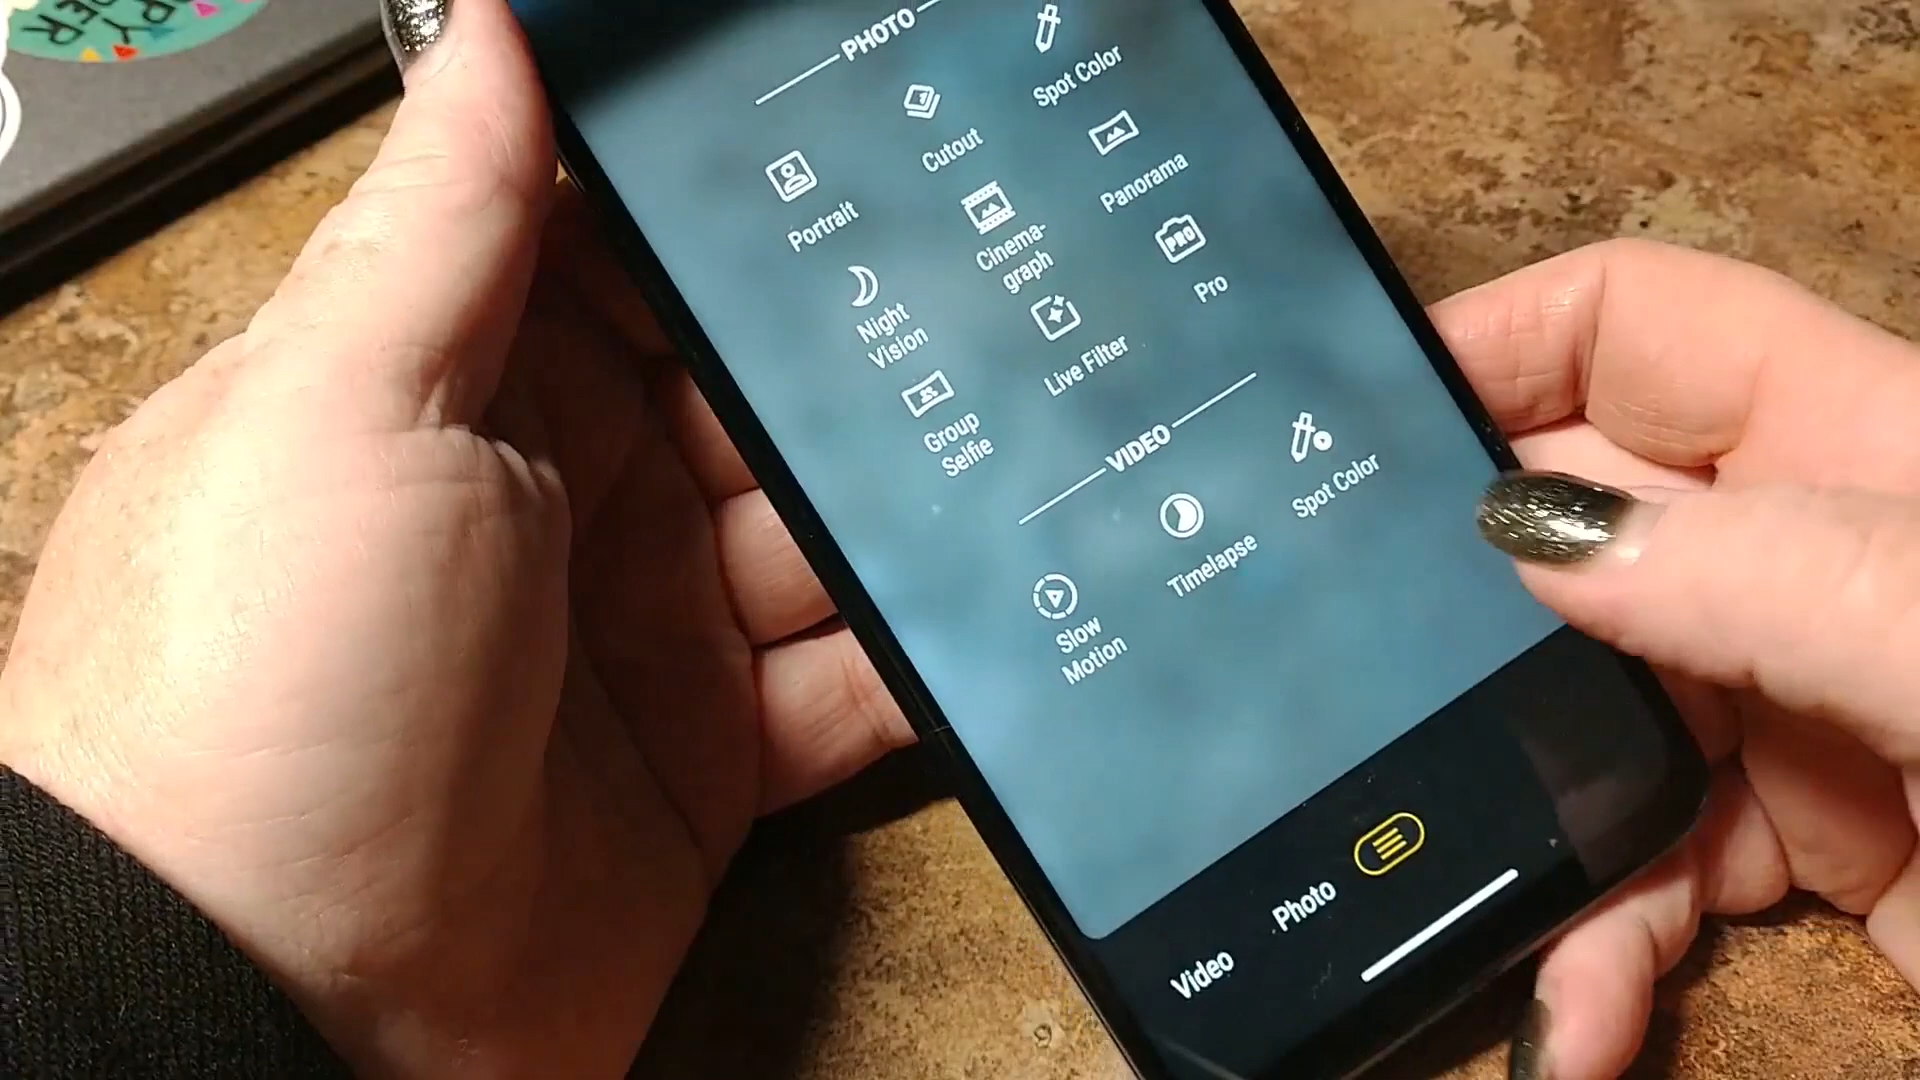 PHOTO
Portrait
Cutout
Spot Color
Night
Vision
Cinema-
graph
Panorama
Group
Selfie
Live Filter
PRO
Pro
VIDEO
Slow
Motion
Timelapse
Spot Color
Video
Photo